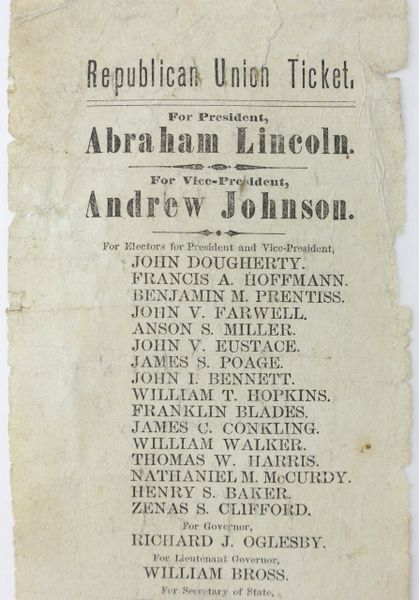 Republican Union Ticket.
For President,
Abraham Lincoln.
For Vice-President,
Andrew Johnson.
For Electors for President and Vice-President,
JOHN DOUGHERTY.
FRANCIS A. HOFFMANN.
BENJAMIN M. PRENTISS.
JOHN V. FARWELL.
ANSON S. MILLER.
JOHN V. EUSTACE.
JAMES S. POAGE.
JOHN I. BENNETT.
WILLIAM T. HOPKINS.
FRANKLIN BLADES.
JAMES C. CONKLING.
WILLIAM WALKER.
THOMAS W. HARRIS.
NATHANIEL M. McCURDY.
HENRY S. BAKER.
ZENAS S. CLIFFORD.
For Governor,
RICHARD J. OGLESBY.
For Lieutenant Governor,
WILLIAM BROSS.
For Secretary of State,